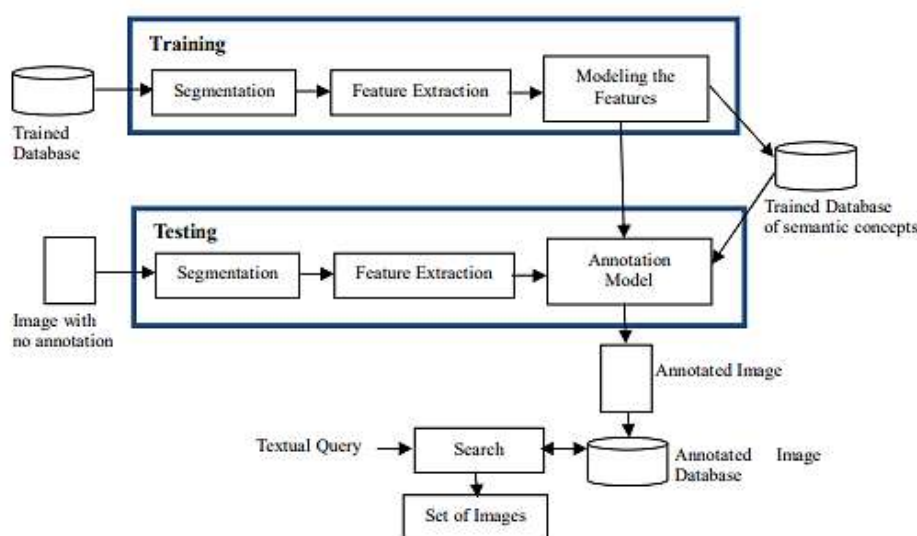 Training
Segmentation
Feature Extraction
Modeling the
Features
Trained
Database
Trained Database
of semantic concepts
Testing
Segmentation
Feature Extraction
Annotation
Model
Image with
no annotation
Annotated Image
Textual Query
Search
Annotated Image
Database
Set of Images